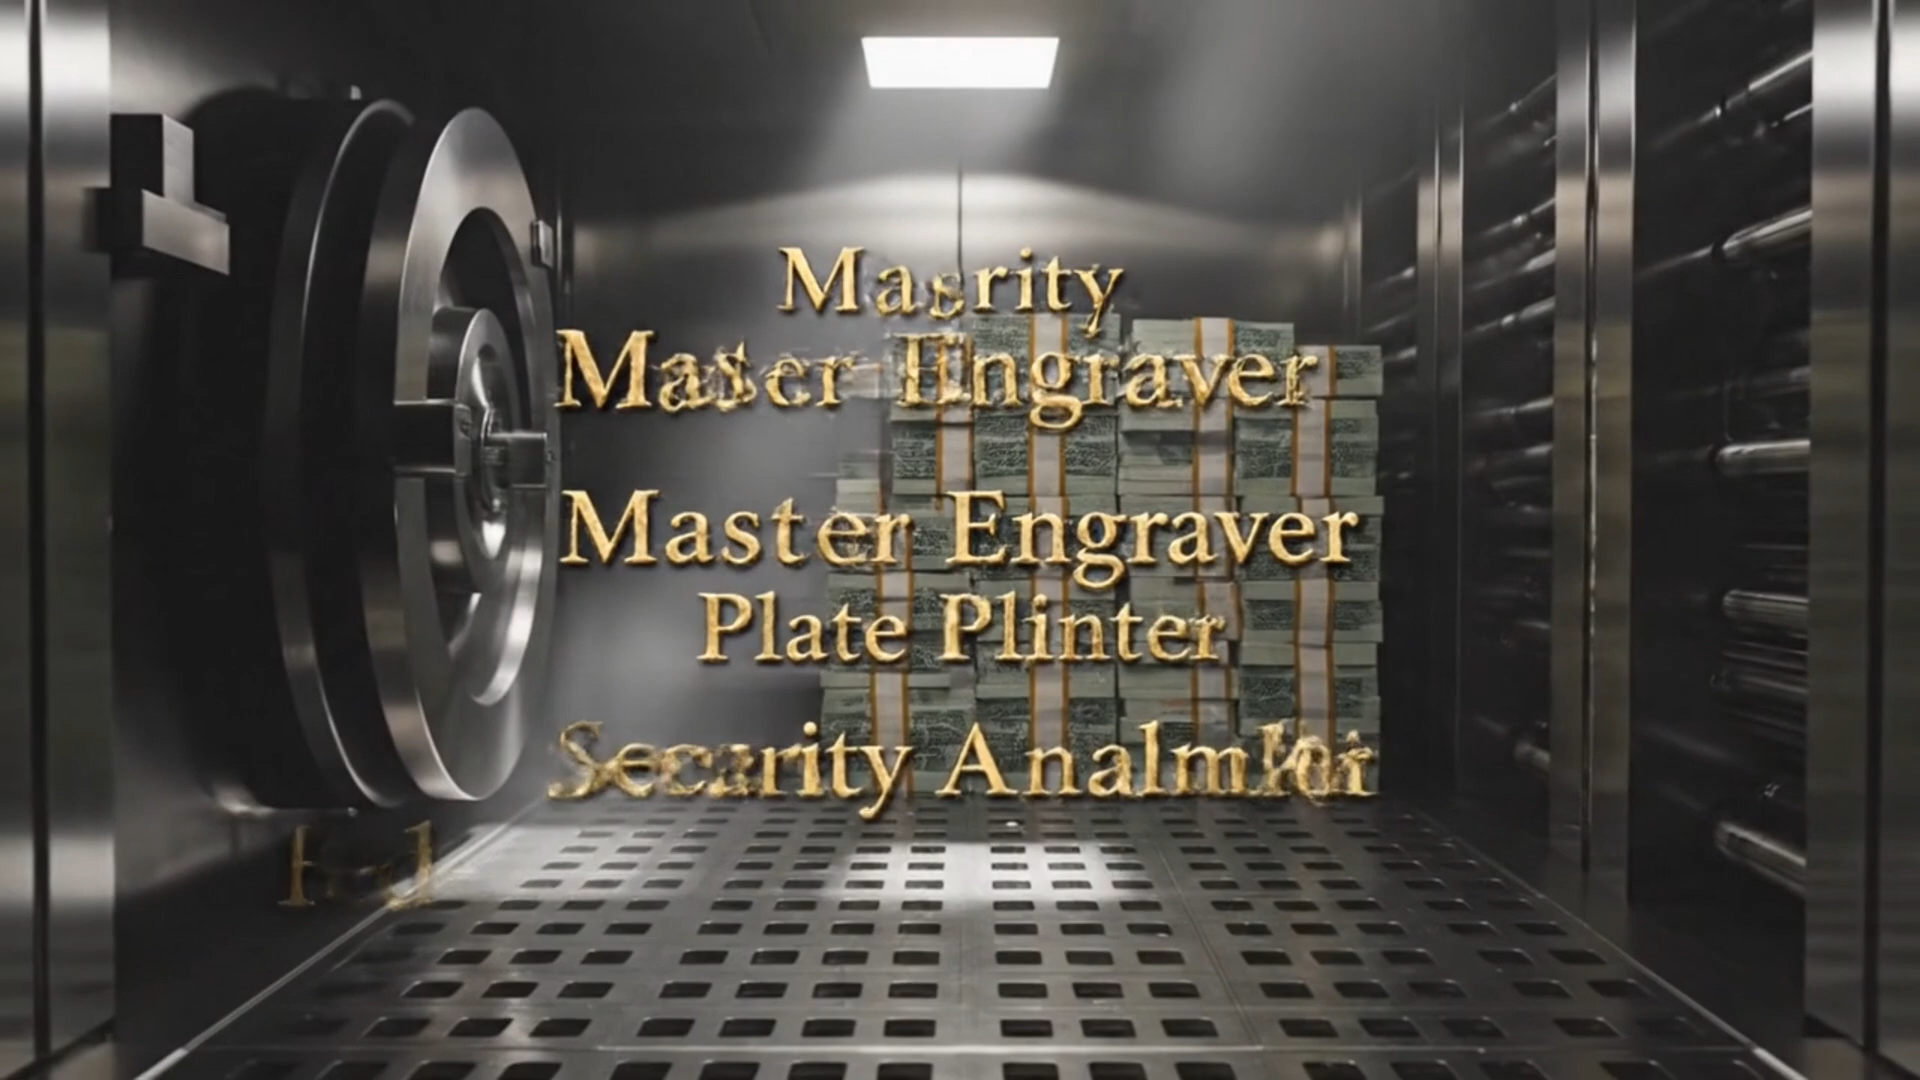 Masrity
Master Engraver
Master Engraver
Plate Plinter
Security